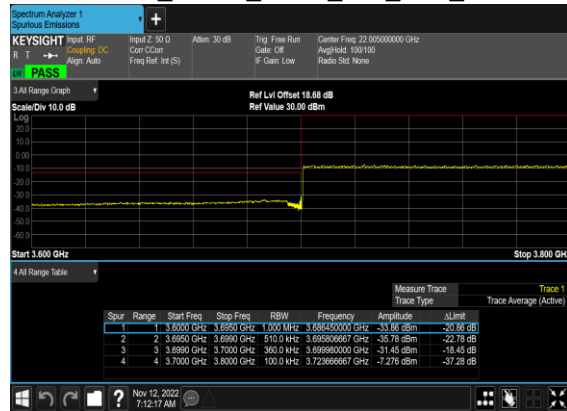 Spectrum Analyzer 1
Spurious Emissions
+
KEYSIGHT Input: RF Input Z: 50 Ω Atten: 30 dB Trig: Free Run Center Freq: 22.005000000 GHz
R T Coupling: DC Corr CCorr Gate: Off Avg|Hold: 100/100
Align: Auto Freq Ref: Int (S) IF Gain: Low Radio Std: None
PASS
3 All Range Graph
Ref Lvl Offset 18.68 dB
Scale/Div 10.0 dB Ref Value 30.00 dBm
Log
20.0
10.0
0.00
-10.0
-20.0
-30.0
-40.0
-50.0
-60.0
Start 3.600 GHz Stop 3.800 GHz
4 All Range Table
Measure Trace Trace 1
Trace Type Trace Average (Active)
Spur Range Start Freq Stop Freq RBW Frequency Amplitude ΔLimit
1 1 3.6000 GHz 3.6950 GHz 1.000 MHz 3.686450000 GHz -33.86 dBm -20.86 dB
2 2 3.6950 GHz 3.6990 GHz 510.0 kHz 3.695806667 GHz -35.78 dBm -22.78 dB
3 3 3.6990 GHz 3.7000 GHz 360.0 kHz 3.699980000 GHz -31.45 dBm -18.45 dB
4 4 3.7000 GHz 3.8000 GHz 100.0 kHz 3.723666667 GHz -7.276 dBm -37.28 dB
? Nov 12, 2022
7:12:17 AM